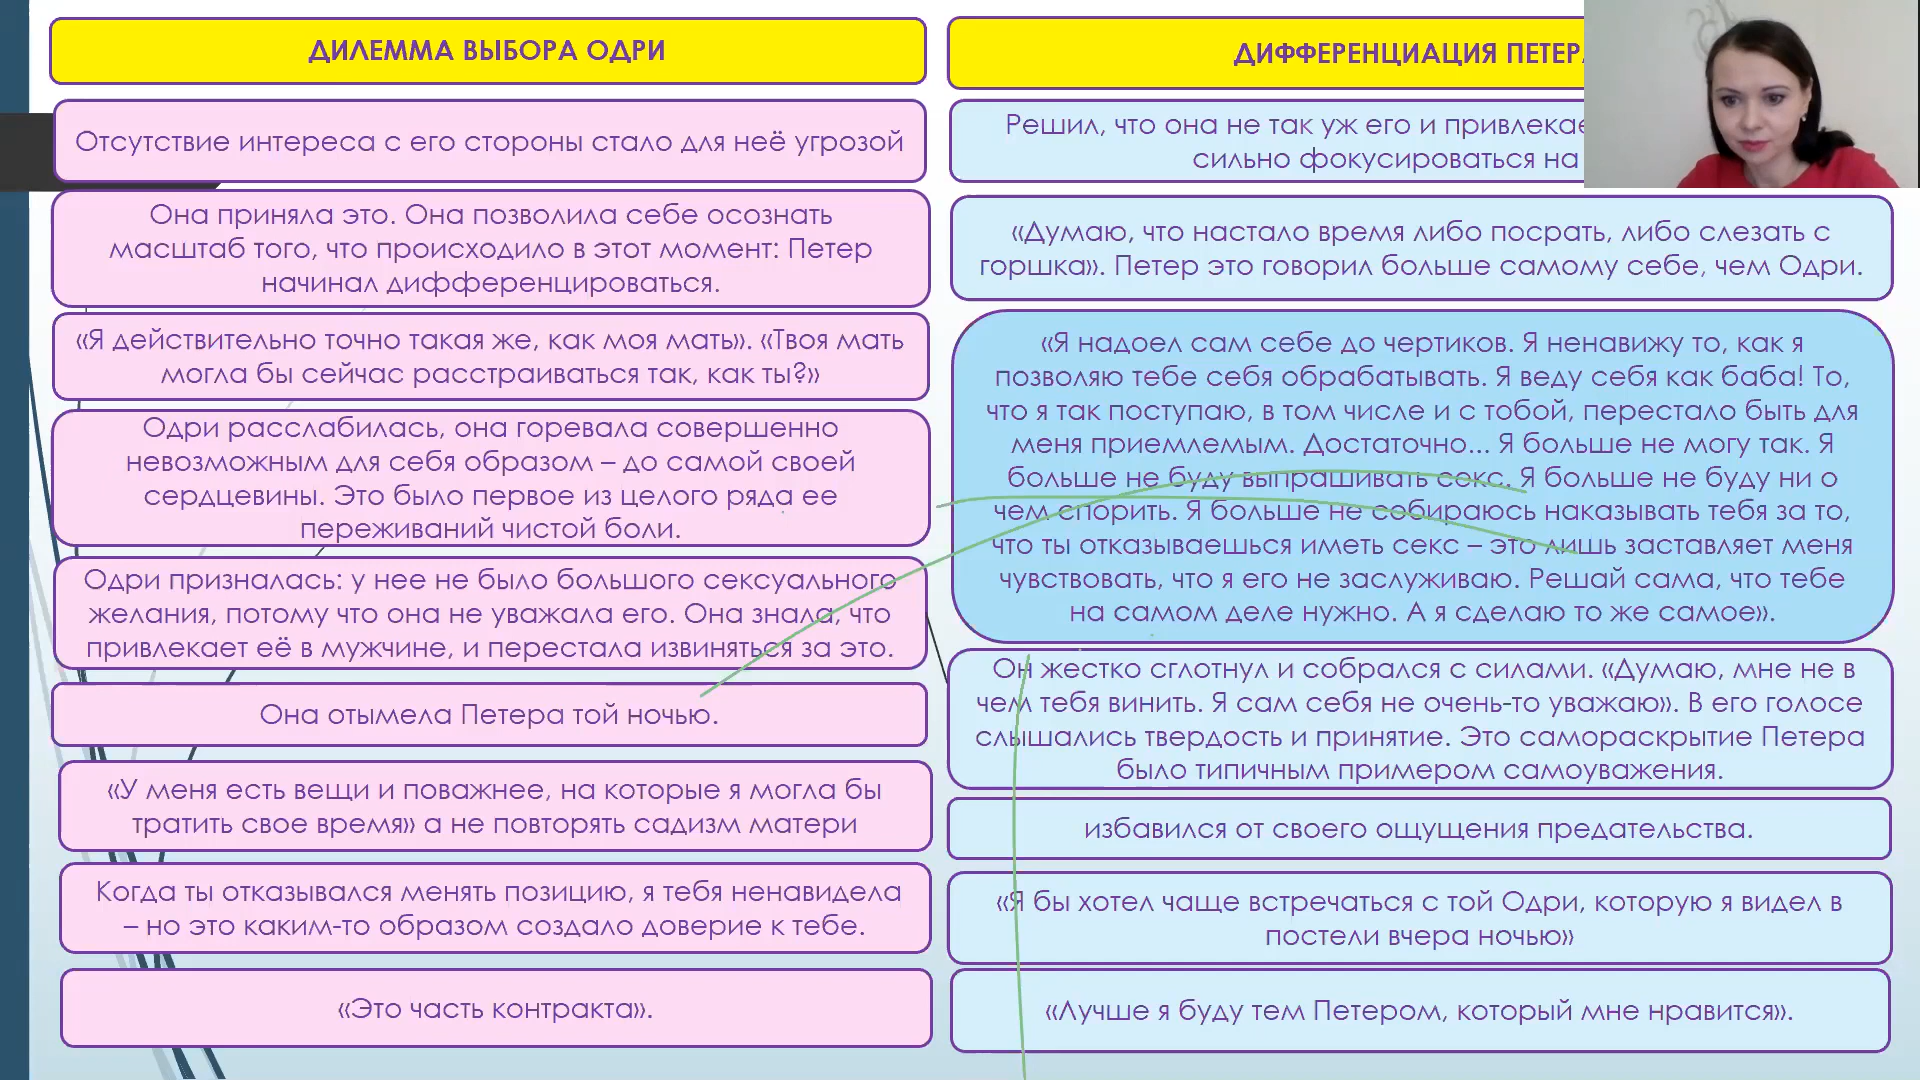 ДИЛЕММА ВЫБОРА ОДРИ
Отсутствие интереса с его стороны стало для неё угрозой
Она приняла это. Она позволила себе осознать
масштаб того, что происходило в этот момент: Петер
начинал дифференцироваться.
«Я действительно точно такая же, как моя мать». «Твоя мать
могла бы сейчас расстраиваться так, как ты?»
Одри расслабилась, она горевала совершенно
невозможным для себя образом – до самой своей
сердцевины. Это было первое из целого ряда ее
переживаний чистой боли.
Одри призналась: у нее не было большого сексуального
желания, потому что она не уважала его. Она знала, что
привлекает её в мужчине, и перестала извиняться за это.
Она отымела Петера той ночью.
«У меня есть вещи и поважнее, на которые я могла бы
тратить свое время» а не повторять садизм матери
Когда ты отказывался менять позицию, я тебя ненавидела
– но это каким-то образом создало доверие к тебе.
«Это часть контракта».
ДИФФЕРЕНЦИАЦИЯ
Решил, что она не так уж его и
сильно фокусироваться на
«Думаю, что настало время либо посрать, либо слезать с
горшка». Петер это говорил больше самому себе, чем Одри.
«Я надоел сам себе до чертиков. Я ненавижу то, как я
позволяю тебе себя обрабатывать. Я веду себя как баба! То,
что я так поступаю, в том числе и с тобой, перестало быть для
меня приемлемым. Достаточно... Я больше не могу так. Я
больше не буду выпрашивать секс. Я больше не буду ни о
чем спорить. Я больше не собираюсь наказывать тебя за то,
что ты отказываешься иметь секс – это лишь заставляет меня
чувствовать, что я его не заслуживаю. Решай сама, что тебе
на самом деле нужно. А я сделаю то же самое».
Он жестко сглотнул и собрался с силами. «Думаю, мне не в
чем тебя винить. Я сам себя не очень-то уважаю». В его голосе
слышались твердость и принятие. Это самораскрытие Петера
было типичным примером самоуважения.
избавился от своего ощущения предательства.
«Я бы хотел чаще встречаться с той Одри, которую я видел в
постели вчера ночью»
«Лучше я буду тем Петером, который мне нравится».